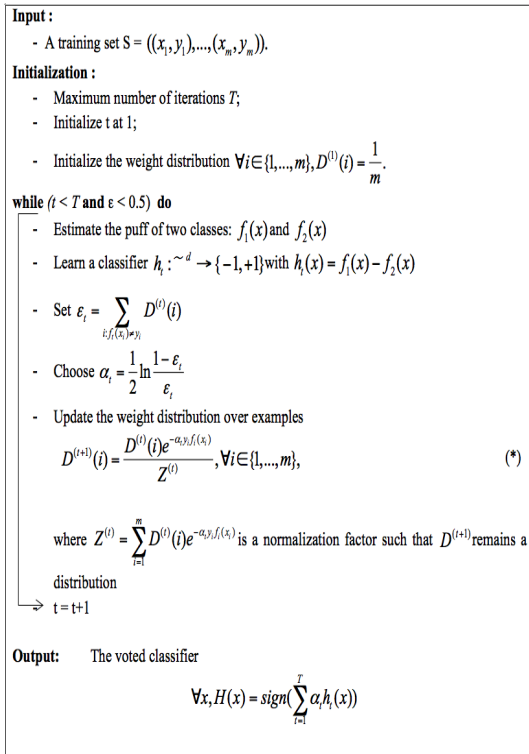 Input :
- A training set S = ((x₁,y₁),...,(xₘ,yₘ)).
Initialization :
- Maximum number of iterations T;
- Initialize t at 1;
- Initialize the weight distribution ∀i∈{1,...,m}, D⁽¹⁾(i) = 1/m.
while (t < T and ε < 0.5) do
- Estimate the puff of two classes: f₁(x) and f₂(x)
- Learn a classifier hₜ : ~ᵈ → {-1,+1} with hₜ(x) = f₁(x) − f₂(x)
- Set εₜ = ∑_{i:fₜ(xᵢ)≠yᵢ} D⁽ᵗ⁾(i)
- Choose αₜ = 1/2 ln (1−εₜ)/εₜ
- Update the weight distribution over examples
D⁽ᵗ⁺¹⁾(i) = D⁽ᵗ⁾(i)e^{−αₜyᵢfₜ(xᵢ)} / Z⁽ᵗ⁾, ∀i∈{1,...,m}, (*)
where Z⁽ᵗ⁾ = ∑_{i=1}^{m} D⁽ᵗ⁾(i)e^{−αₜyᵢfₜ(xᵢ)} is a normalization factor such that D⁽ᵗ⁺¹⁾ remains a
distribution
t = t+1
Output: The voted classifier
∀x, H(x) = sign(∑_{t=1}^{T} αₜhₜ(x))